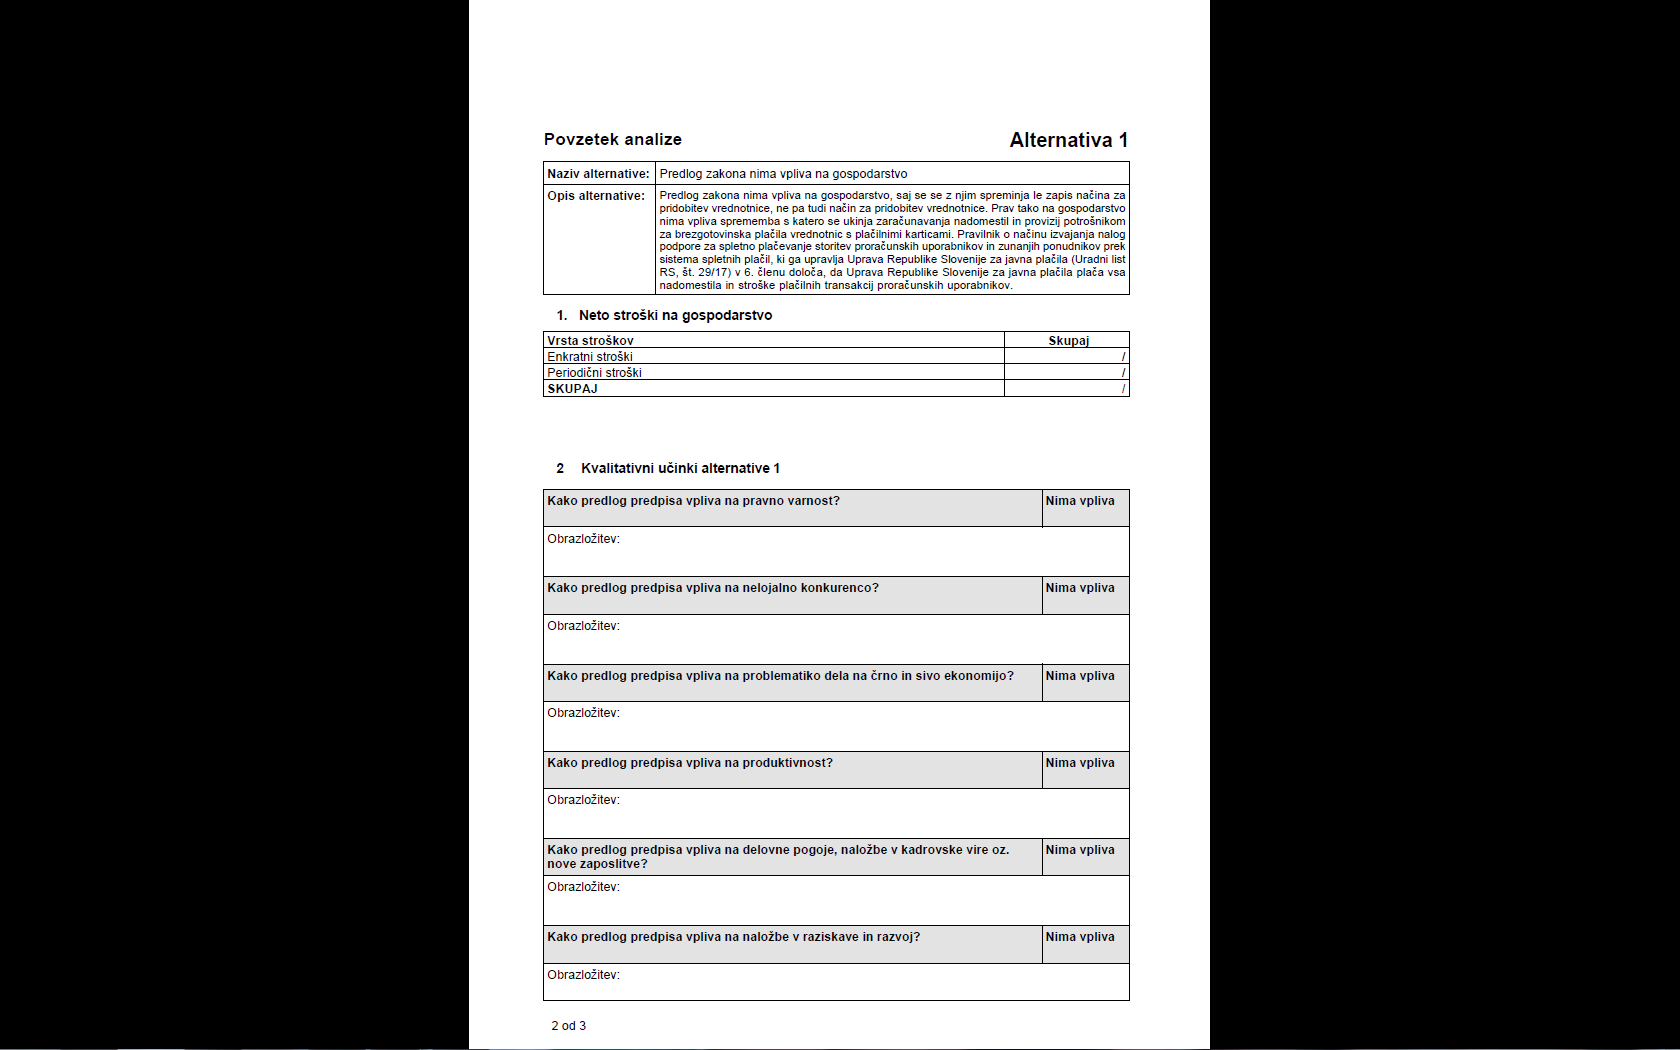 Povzetek analize
Alternativa 1
Naziv alternative: Predlog zakona nima vpliva na gospodarstvo
Opis alternative: Predlog zakona nima vpliva na gospodarstvo, saj se se z njim spreminja le zapis načina za
pridobitev vrednotnice, ne pa tudi način za pridobitev vrednotnice. Prav tako na gospodarstvo
nima vpliva sprememba s katero se ukinja zaračunavanja nadomestil in provizij potrošnikom
za brezgotovinska plačila vrednotnic s plačilnimi karticami. Pravilnik o načinu izvajanja nalog
podpore za spletno plačevanje storitev proračunskih uporabnikov in zunanjih ponudnikov prek
sistema spletnih plačil, ki ga upravlja Uprava Republike Slovenije za javna plačila (Uradni list
RS, št. 29/17) v 6. členu določa, da Uprava Republike Slovenije za javna plačila plača vsa
nadomestila in stroške plačilnih transakcij proračunskih uporabnikov.
1. Neto stroški na gospodarstvo
Vrsta stroškov Skupaj
Enkratni stroški /
Periodični stroški /
SKUPAJ /
2 Kvalitativni učinki alternative 1
Kako predlog predpisa vpliva na pravno varnost? Nima vpliva
Obrazložitev:
Kako predlog predpisa vpliva na nelojalno konkurenco? Nima vpliva
Obrazložitev:
Kako predlog predpisa vpliva na problematiko dela na črno in sivo ekonomijo? Nima vpliva
Obrazložitev:
Kako predlog predpisa vpliva na produktivnost? Nima vpliva
Obrazložitev:
Kako predlog predpisa vpliva na delovne pogoje, naložbe v kadrovske vire oz. Nima vpliva
nove zaposlitve?
Obrazložitev:
Kako predlog predpisa vpliva na naložbe v raziskave in razvoj? Nima vpliva
Obrazložitev:
2 od 3